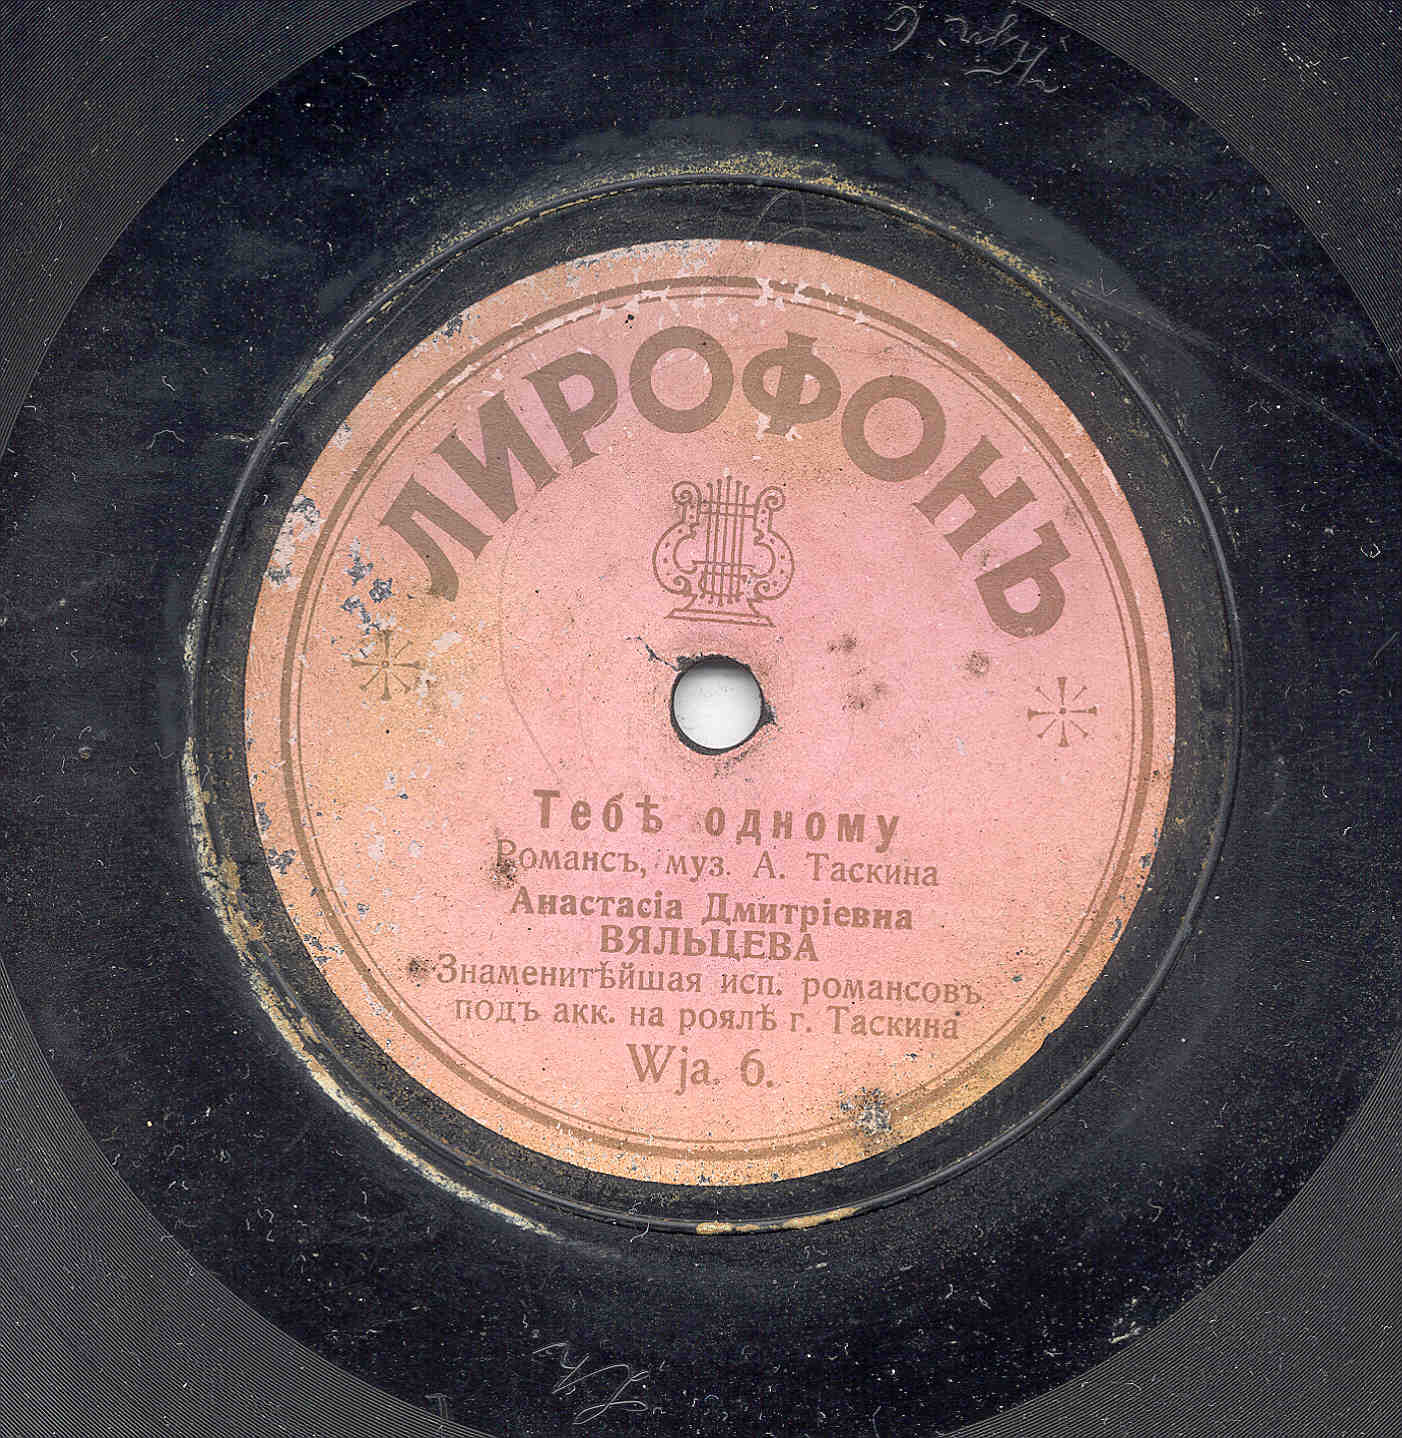 ЛИРОФОНЪ
Тебѣ одному
Романсъ, муз. А. Таскина
Анастасія Дмитріевна
ВЯЛЬЦЕВА
Знаменитѣйшая исп. романсовъ
подъ акк. на роялѣ г. Таскина
Wja. 6.